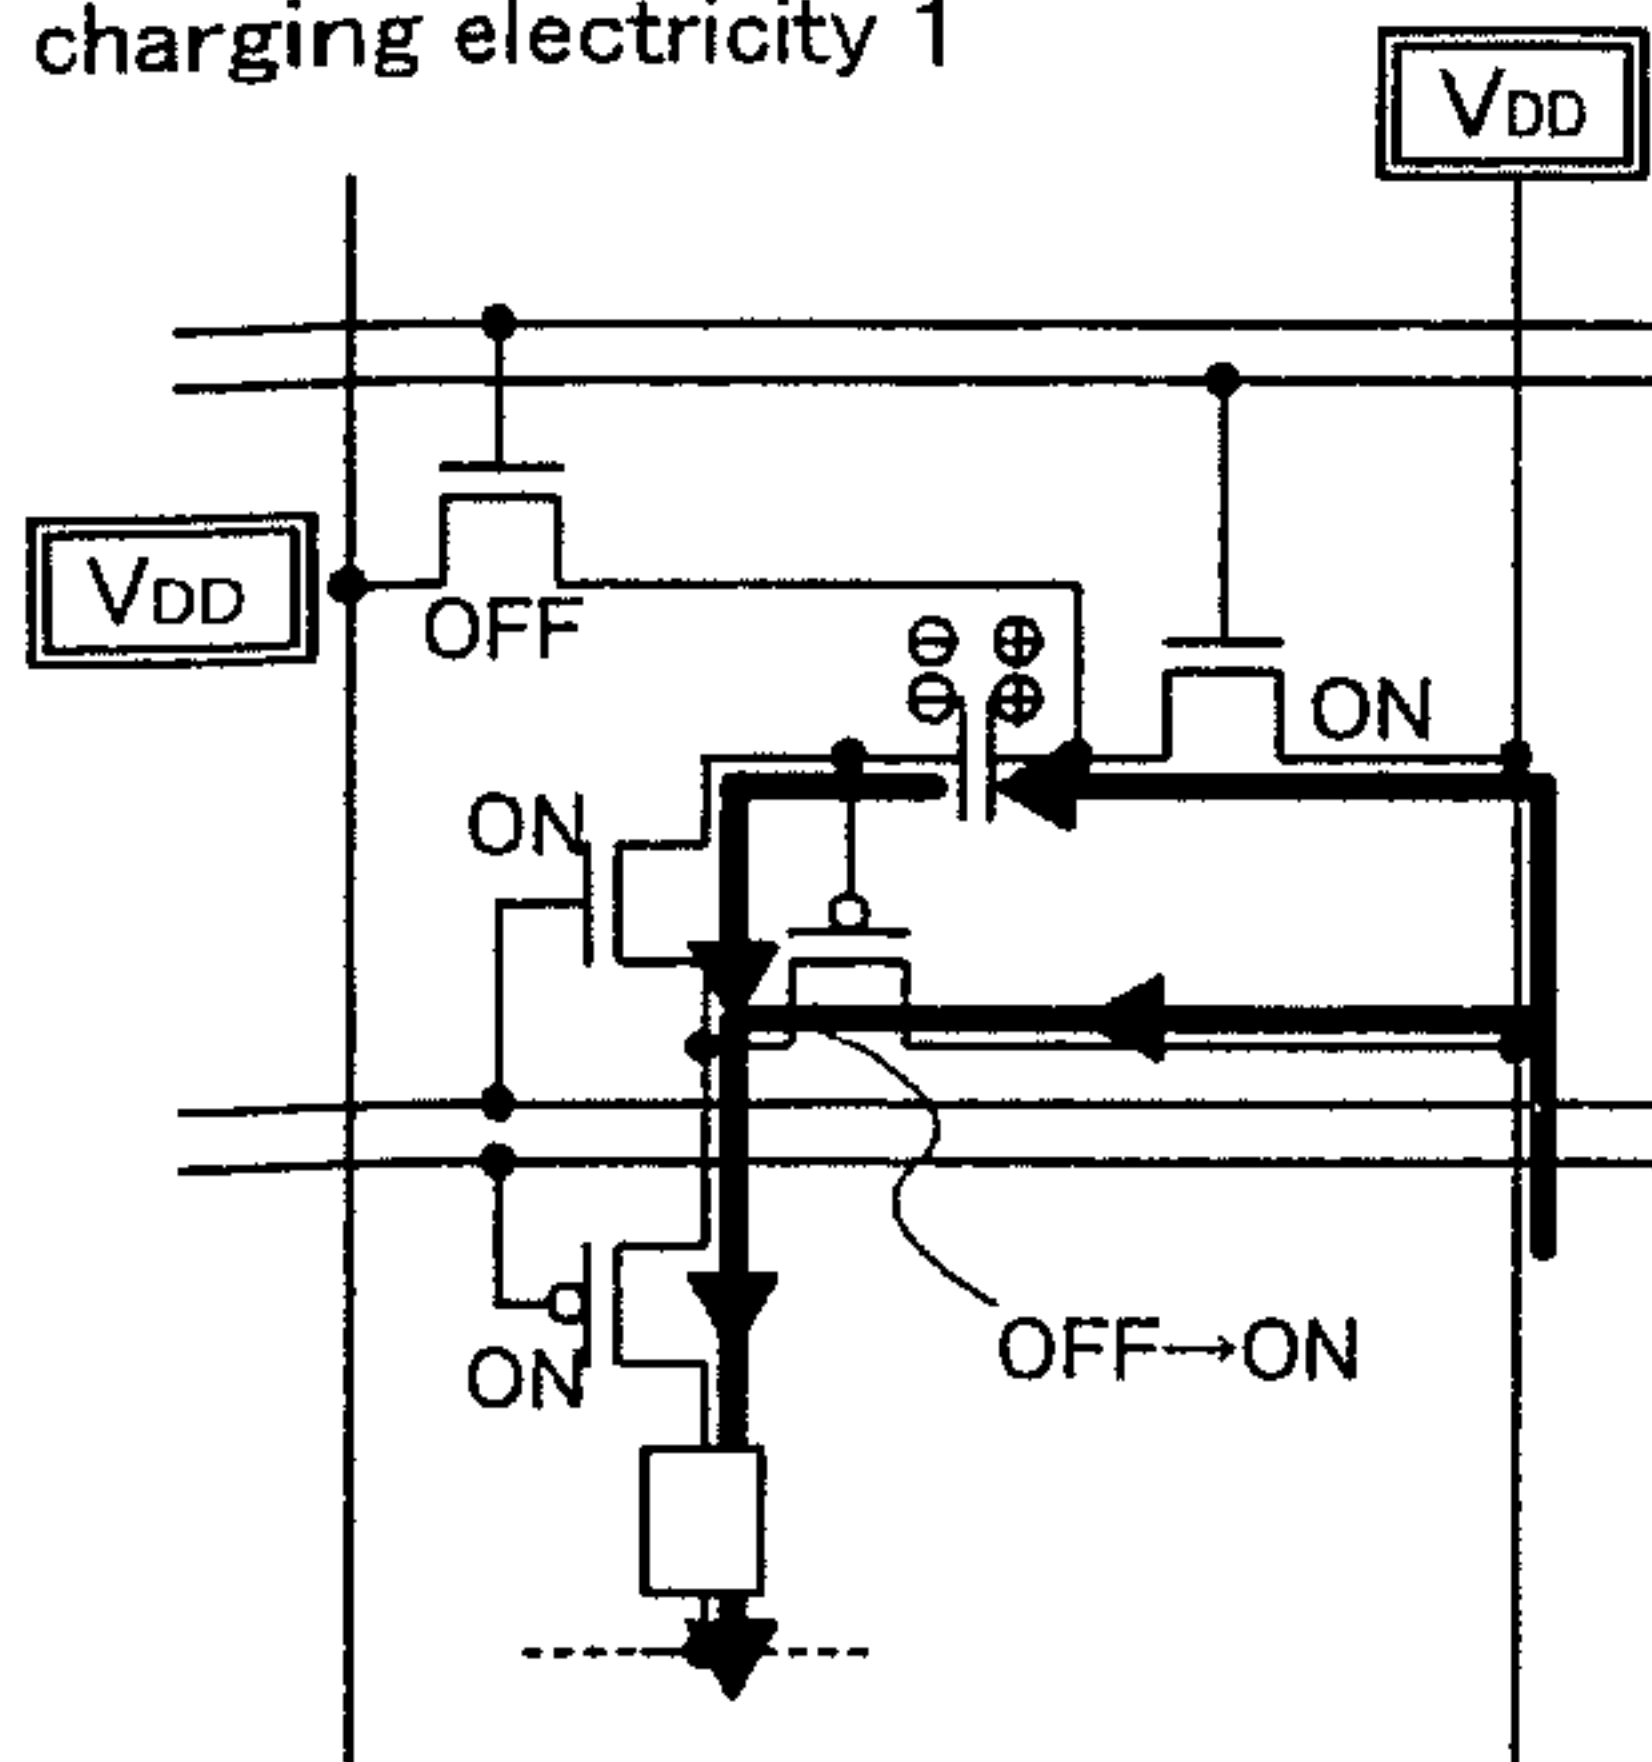 charging electricity 1
VDD
VDD
OFF
ON
ON
OFF→ON
ON